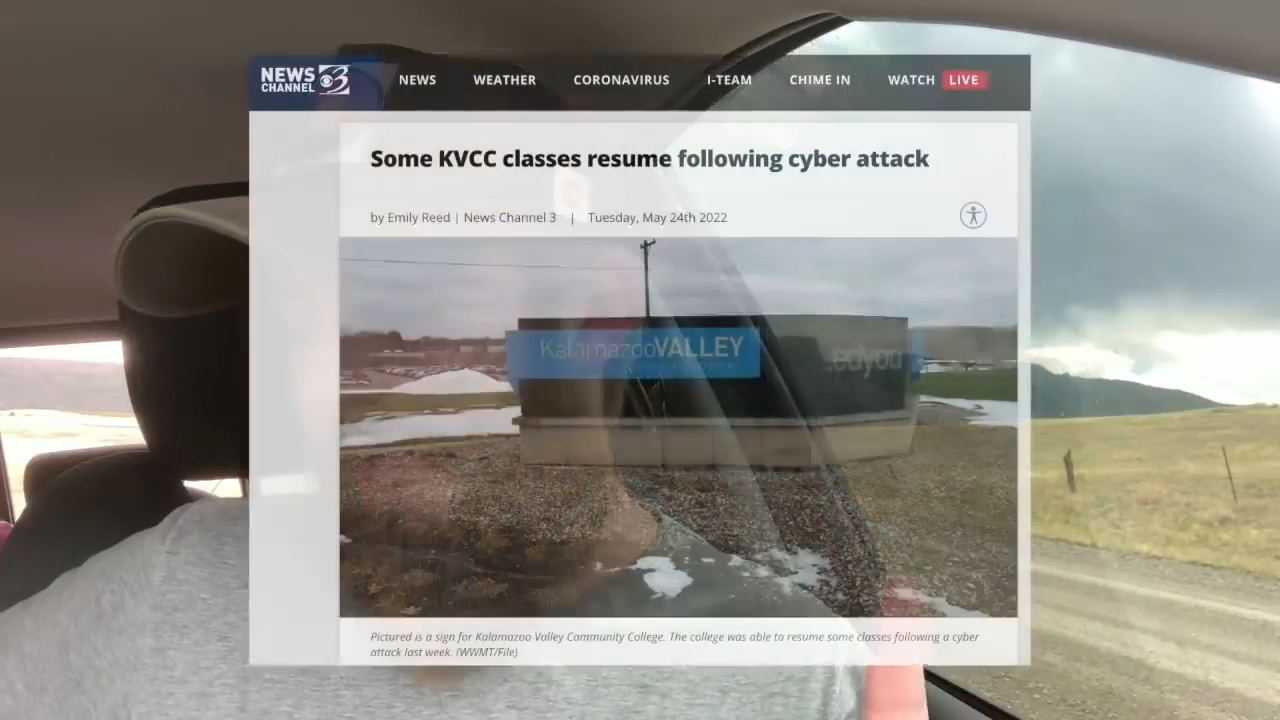 NEWS CHANNEL 3
NEWS WEATHER CORONAVIRUS I-TEAM CHIME IN WATCH LIVE
Some KVCC classes resume following cyber attack
by Emily Reed | News Channel 3 | Tuesday, May 24th 2022
KalamazooVALLEY
Pictured is a sign for Kalamazoo Valley Community College. The college was able to resume some classes following a cyber
attack last week. (WWMT/File)